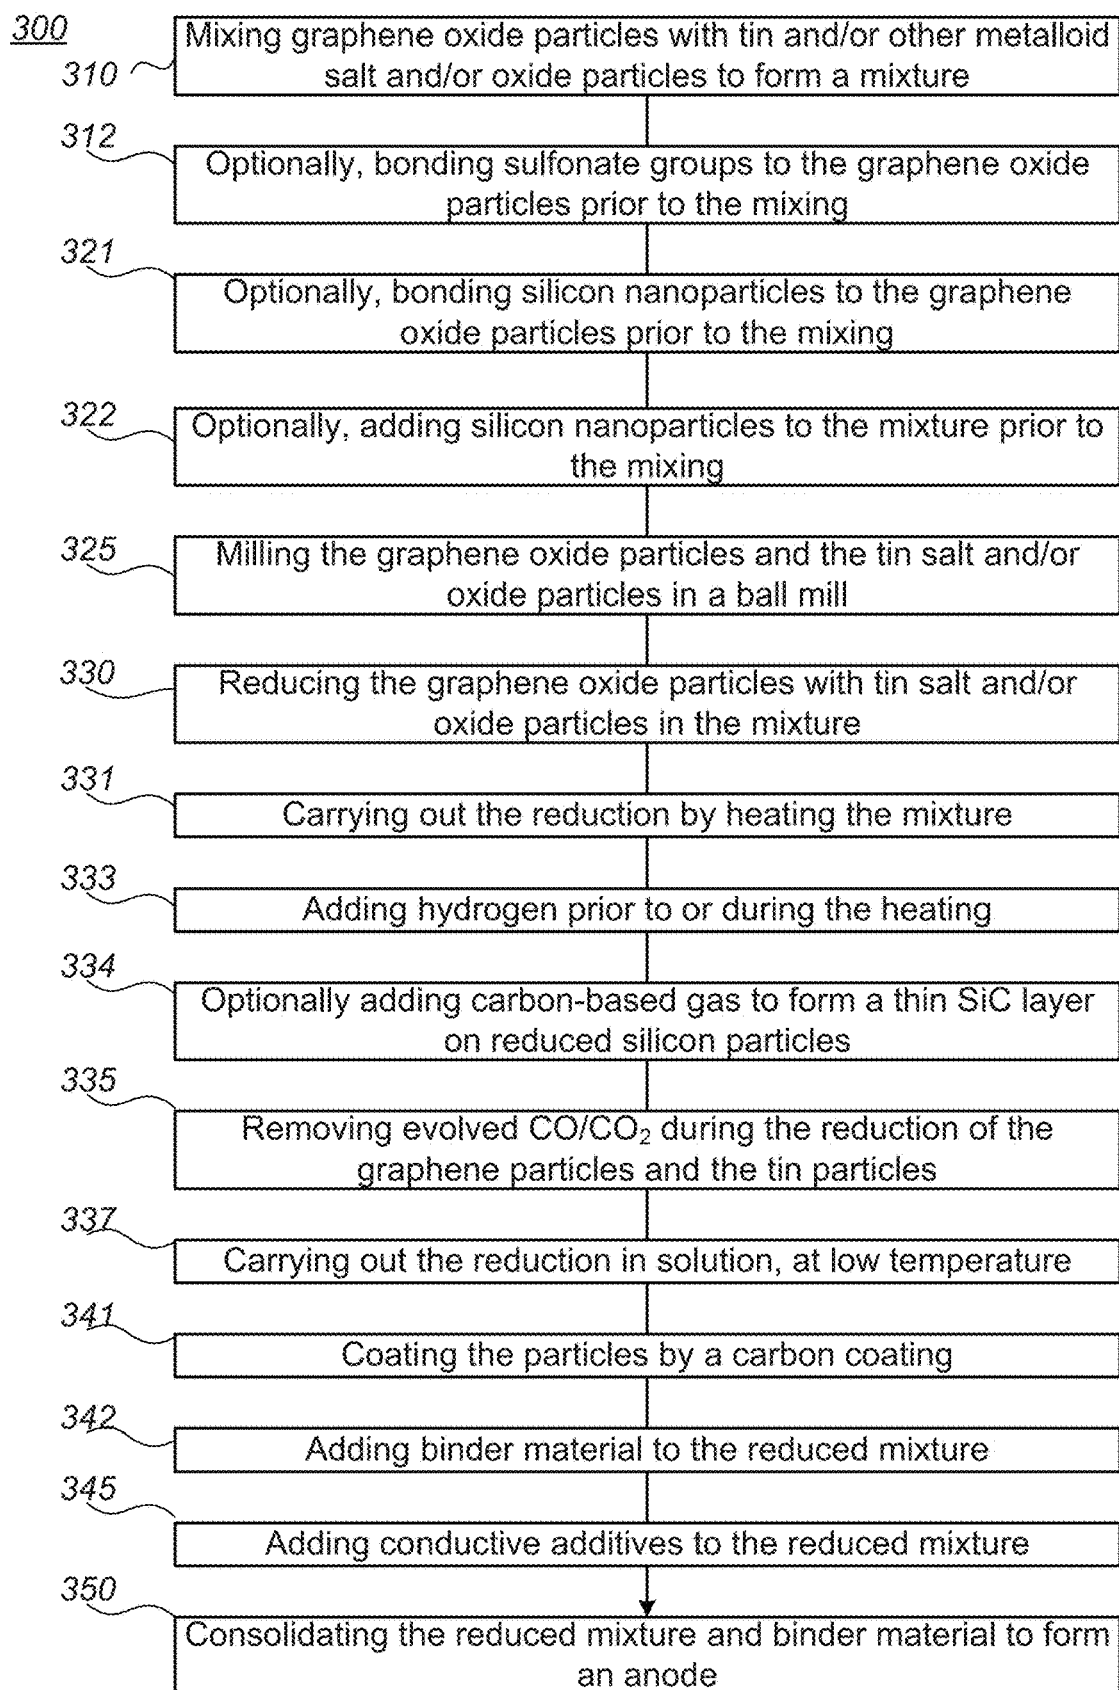 300
310
Mixing graphene oxide particles with tin and/or other metalloid
salt and/or oxide particles to form a mixture
312
Optionally, bonding sulfonate groups to the graphene oxide
particles prior to the mixing
321
Optionally, bonding silicon nanoparticles to the graphene
oxide particles prior to the mixing
322
Optionally, adding silicon nanoparticles to the mixture prior to
the mixing
325
Milling the graphene oxide particles and the tin salt and/or
oxide particles in a ball mill
330
Reducing the graphene oxide particles with tin salt and/or
oxide particles in the mixture
331
Carrying out the reduction by heating the mixture
333
Adding hydrogen prior to or during the heating
334
Optionally adding carbon-based gas to form a thin SiC layer
on reduced silicon particles
335
Removing evolved CO/CO₂ during the reduction of the
graphene particles and the tin particles
337
Carrying out the reduction in solution, at low temperature
341
Coating the particles by a carbon coating
342
Adding binder material to the reduced mixture
345
Adding conductive additives to the reduced mixture
350
Consolidating the reduced mixture and binder material to form
an anode